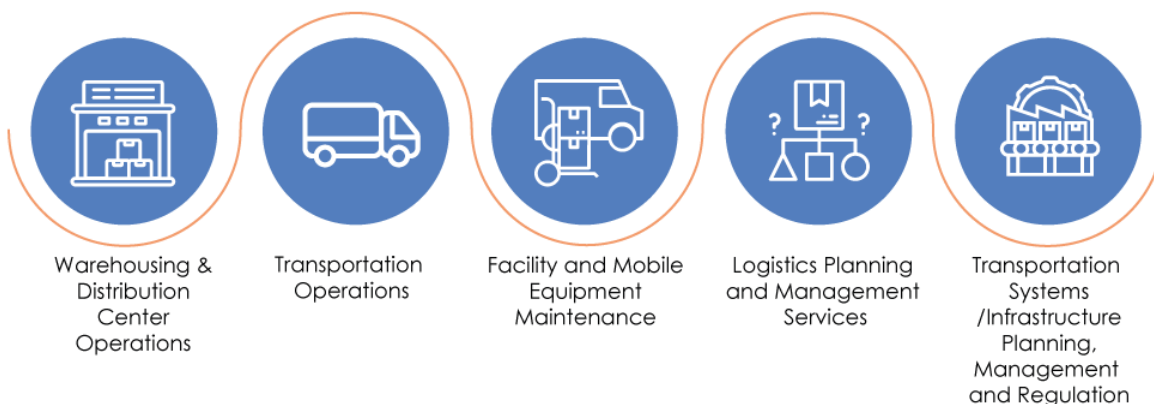 Warehousing &
Distribution
Center
Operations
Transportation
Operations
Facility and Mobile
Equipment
Maintenance
? ?
Logistics Planning
and Management
Services
Transportation
Systems
/Infrastructure
Planning,
Management
and Regulation